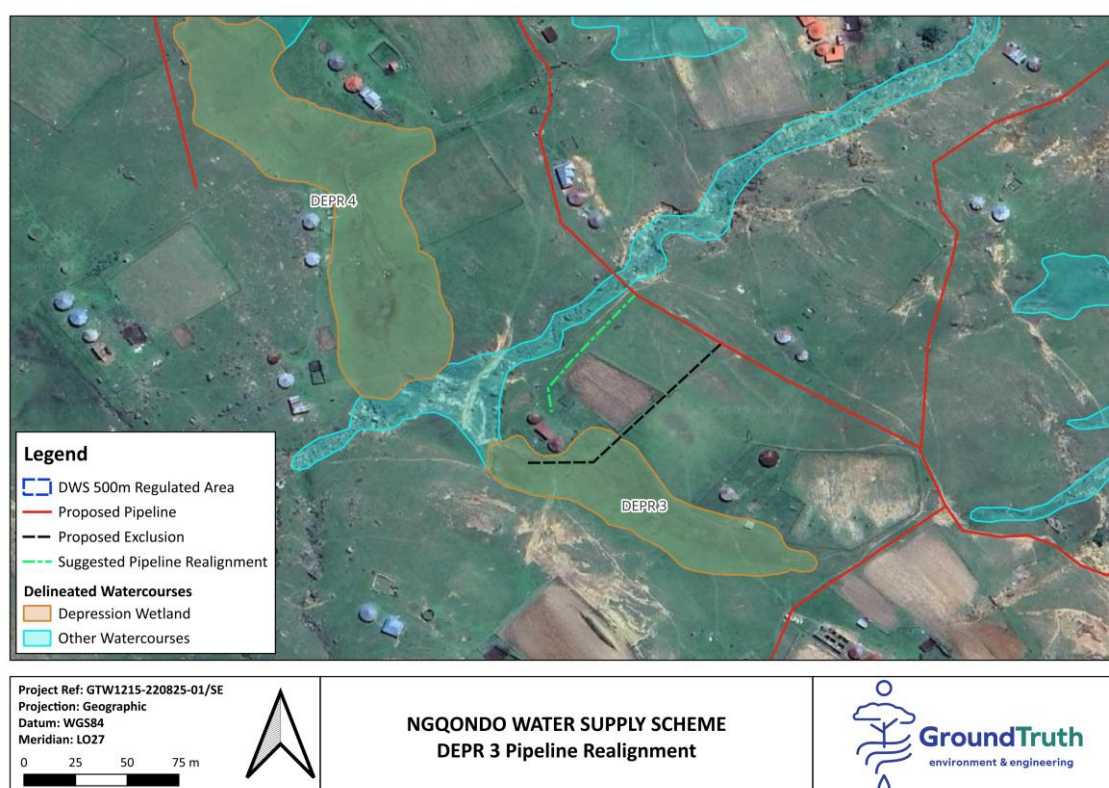 DEPR 4
DEPR 3
Legend
DWS 500m Regulated Area
Proposed Pipeline
Proposed Exclusion
Suggested Pipeline Realignment
Delineated Watercourses
Depression Wetland
Other Watercourses
Project Ref: GTW1215-220825-01/SE
Projection: Geographic
Datum: WGS84
Meridian: LO27
0 25 50 75 m
NGQONDO WATER SUPPLY SCHEME
DEPR 3 Pipeline Realignment
GroundTruth
environment & engineering